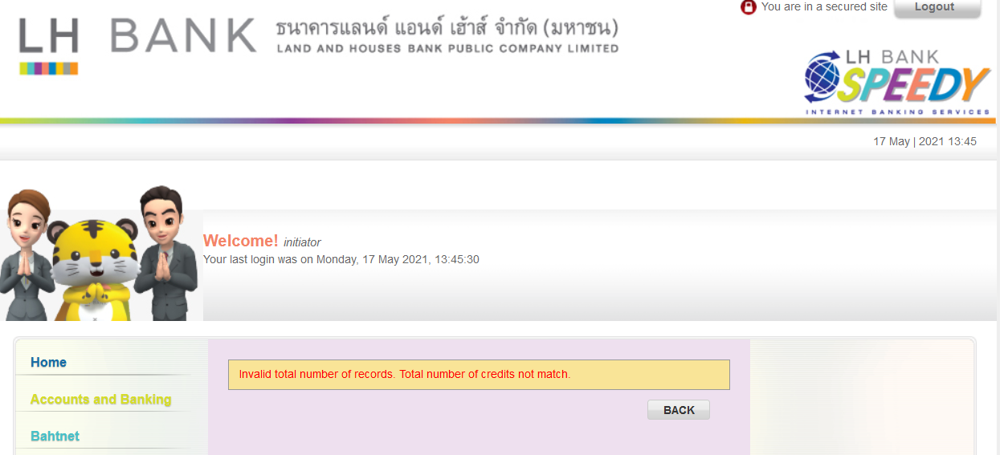 You are in a secured site
Logout
LH BANK
ธนาคารแลนด์ แอนด์ เฮ้าส์ จำกัด (มหาชน)
LAND AND HOUSES BANK PUBLIC COMPANY LIMITED
LH BANK
SPEEDY
INTERNET BANKING SERVICES
17 May | 2021 13:45
Welcome! initiator
Your last login was on Monday, 17 May 2021, 13:45:30
Home
Accounts and Banking
Bahtnet
Invalid total number of records. Total number of credits not match.
BACK